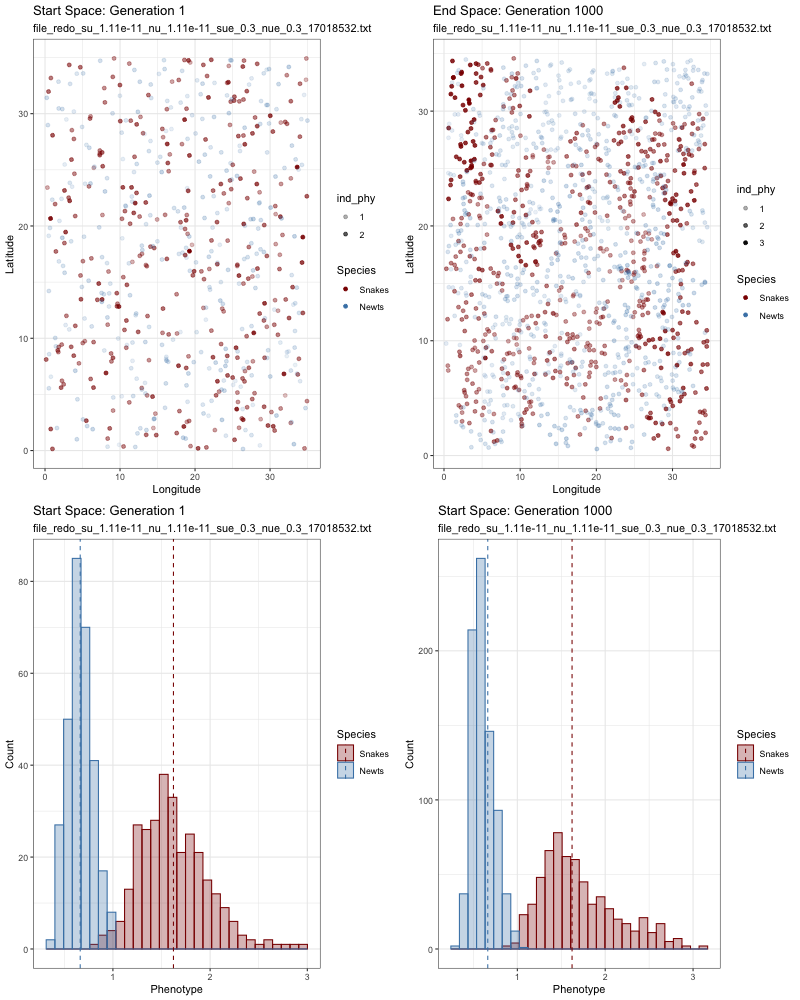 Start Space: Generation 1
file_redo_su_1.11e-11_nu_1.11e-11_sue_0.3_nue_0.3_17018532.txt
Latitude
30
20
10
0
0
10
20
30
Longitude
ind_phy
1
2
Species
Snakes
Newts
End Space: Generation 1000
file_redo_su_1.11e-11_nu_1.11e-11_sue_0.3_nue_0.3_17018532.txt
Latitude
30
20
10
0
0
10
20
30
Longitude
ind_phy
1
2
3
Species
Snakes
Newts
Start Space: Generation 1
file_redo_su_1.11e-11_nu_1.11e-11_sue_0.3_nue_0.3_17018532.txt
Count
80
60
40
20
0
1
2
3
Phenotype
Species
Snakes
Newts
Start Space: Generation 1000
file_redo_su_1.11e-11_nu_1.11e-11_sue_0.3_nue_0.3_17018532.txt
Count
200
100
0
1
2
3
Phenotype
Species
Snakes
Newts